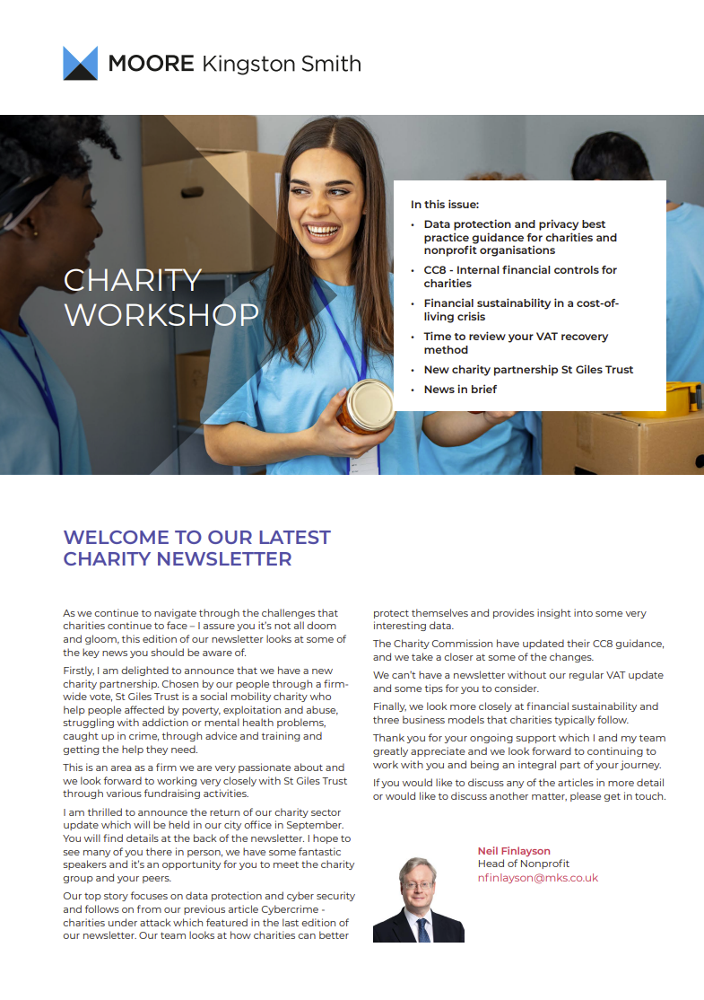 MOORE Kingston Smith
CHARITY
WORKSHOP
In this issue:
• Data protection and privacy best
practice guidance for charities and
nonprofit organisations
• CC8 - Internal financial controls for
charities
• Financial sustainability in a cost-of-
living crisis
• Time to review your VAT recovery
method
• New charity partnership St Giles Trust
• News in brief
WELCOME TO OUR LATEST
CHARITY NEWSLETTER
As we continue to navigate through the challenges that
charities continue to face – I assure you it's not all doom
and gloom, this edition of our newsletter looks at some of
the key news you should be aware of.
Firstly, I am delighted to announce that we have a new
charity partnership. Chosen by our people through a firm-
wide vote, St Giles Trust is a social mobility charity who
help people affected by poverty, exploitation and abuse,
struggling with addiction or mental health problems,
caught up in crime, through advice and training and
getting the help they need.
This is an area as a firm we are very passionate about and
we look forward to working very closely with St Giles Trust
through various fundraising activities.
I am thrilled to announce the return of our charity sector
update which will be held in our city office in September.
You will find details at the back of the newsletter. I hope to
see many of you there in person, we have some fantastic
speakers and it's an opportunity for you to meet the charity
group and your peers.
Our top story focuses on data protection and cyber security
and follows on from our previous article Cybercrime -
charities under attack which featured in the last edition of
our newsletter. Our team looks at how charities can better
protect themselves and provides insight into some very
interesting data.
The Charity Commission have updated their CC8 guidance,
and we take a closer at some of the changes.
We can't have a newsletter without our regular VAT update
and some tips for you to consider.
Finally, we look more closely at financial sustainability and
three business models that charities typically follow.
Thank you for your ongoing support which I and my team
greatly appreciate and we look forward to continuing to
work with you and being an integral part of your journey.
If you would like to discuss any of the articles in more detail
or would like to discuss another matter, please get in touch.
Neil Finlayson
Head of Nonprofit
nfinlayson@mks.co.uk